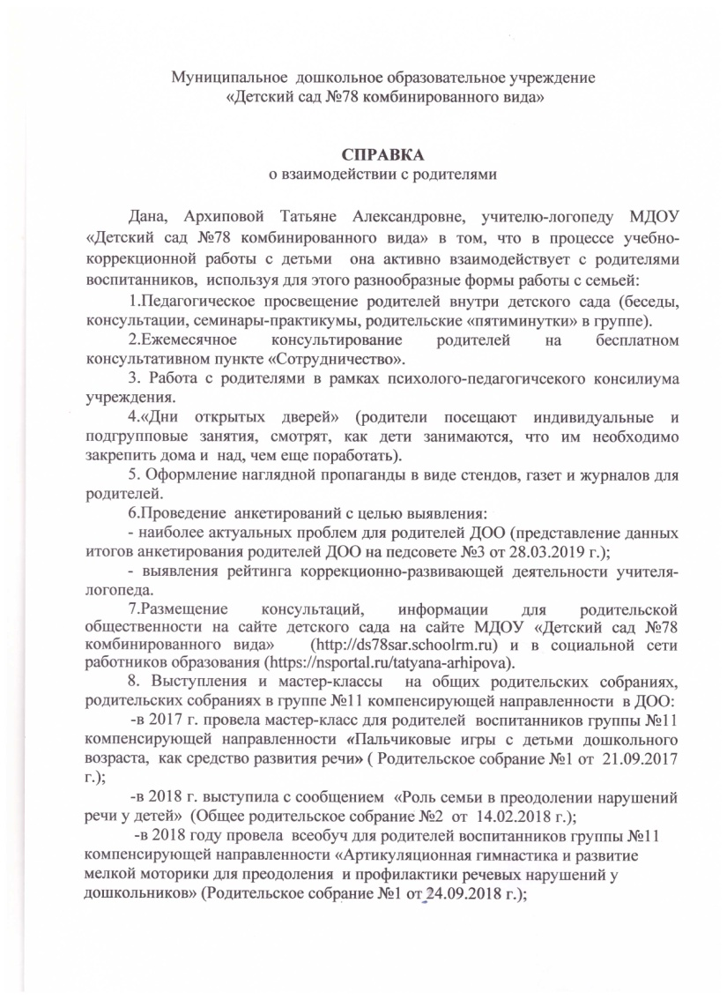 Муниципальное дошкольное образовательное учреждение
«Детский сад №78 комбинированного вида»
СПРАВКА
о взаимодействии с родителями
Дана, Архиповой Татьяне Александровне, учителю-логопеду МДОУ
«Детский сад №78 комбинированного вида» в том, что в процессе учебно-
коррекционной работы с детьми она активно взаимодействует с родителями
воспитанников, используя для этого разнообразные формы работы с семьей:
1.Педагогическое просвещение родителей внутри детского сада (беседы,
консультации, семинары-практикумы, родительские «пятиминутки» в группе).
2.Ежемесячное консультирование родителей на бесплатном
консультативном пункте «Сотрудничество».
3. Работа с родителями в рамках психолого-педагогичсекого консилиума
учреждения.
4.«Дни открытых дверей» (родители посещают индивидуальные и
подгрупповые занятия, смотрят, как дети занимаются, что им необходимо
закрепить дома и над, чем еще поработать).
5. Оформление наглядной пропаганды в виде стендов, газет и журналов для
родителей.
6.Проведение анкетирований с целью выявления:
- наиболее актуальных проблем для родителей ДОО (представление данных
итогов анкетирования родителей ДОО на педсовете №3 от 28.03.2019 г.);
- выявления рейтинга коррекционно-развивающей деятельности учителя-
логопеда.
7.Размещение консультаций, информации для родительской
общественности на сайте детского сада на сайте МДОУ «Детский сад №78
комбинированного вида» (http://ds78sar.schoolrm.ru) и в социальной сети
работников образования (https://nsportal.ru/tatyana-arhipova).
8. Выступления и мастер-классы на общих родительских собраниях,
родительских собраниях в группе №11 компенсирующей направленности в ДОО:
-в 2017 г. провела мастер-класс для родителей воспитанников группы №11
компенсирующей направленности «Пальчиковые игры с детьми дошкольного
возраста, как средство развития речи» ( Родительское собрание №1 от 21.09.2017
г.);
-в 2018 г. выступила с сообщением «Роль семьи в преодолении нарушений
речи у детей» (Общее родительское собрание №2 от 14.02.2018 г.);
-в 2018 году провела всеобуч для родителей воспитанников группы №11
компенсирующей направленности «Артикуляционная гимнастика и развитие
мелкой моторики для преодоления и профилактики речевых нарушений у
дошкольников» (Родительское собрание №1 от 24.09.2018 г.);